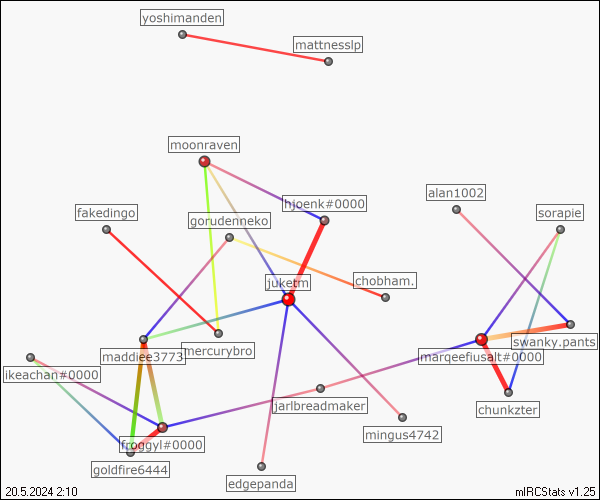 yoshimanden
mattnesslp
moonraven
alan1002
hjoenk#0000
fakedingo
gorudenneko
sorapie
juketm
chobham.
swanky.pants
mercurybro
maddiee3773
marqeefiusalt#0000
ikeachan#0000
jarlbreadmaker
chunkzter
mingus4742
froggyl#0000
goldfire6444
edgepanda
20.5.2024 2:10
mIRCStats v1.25